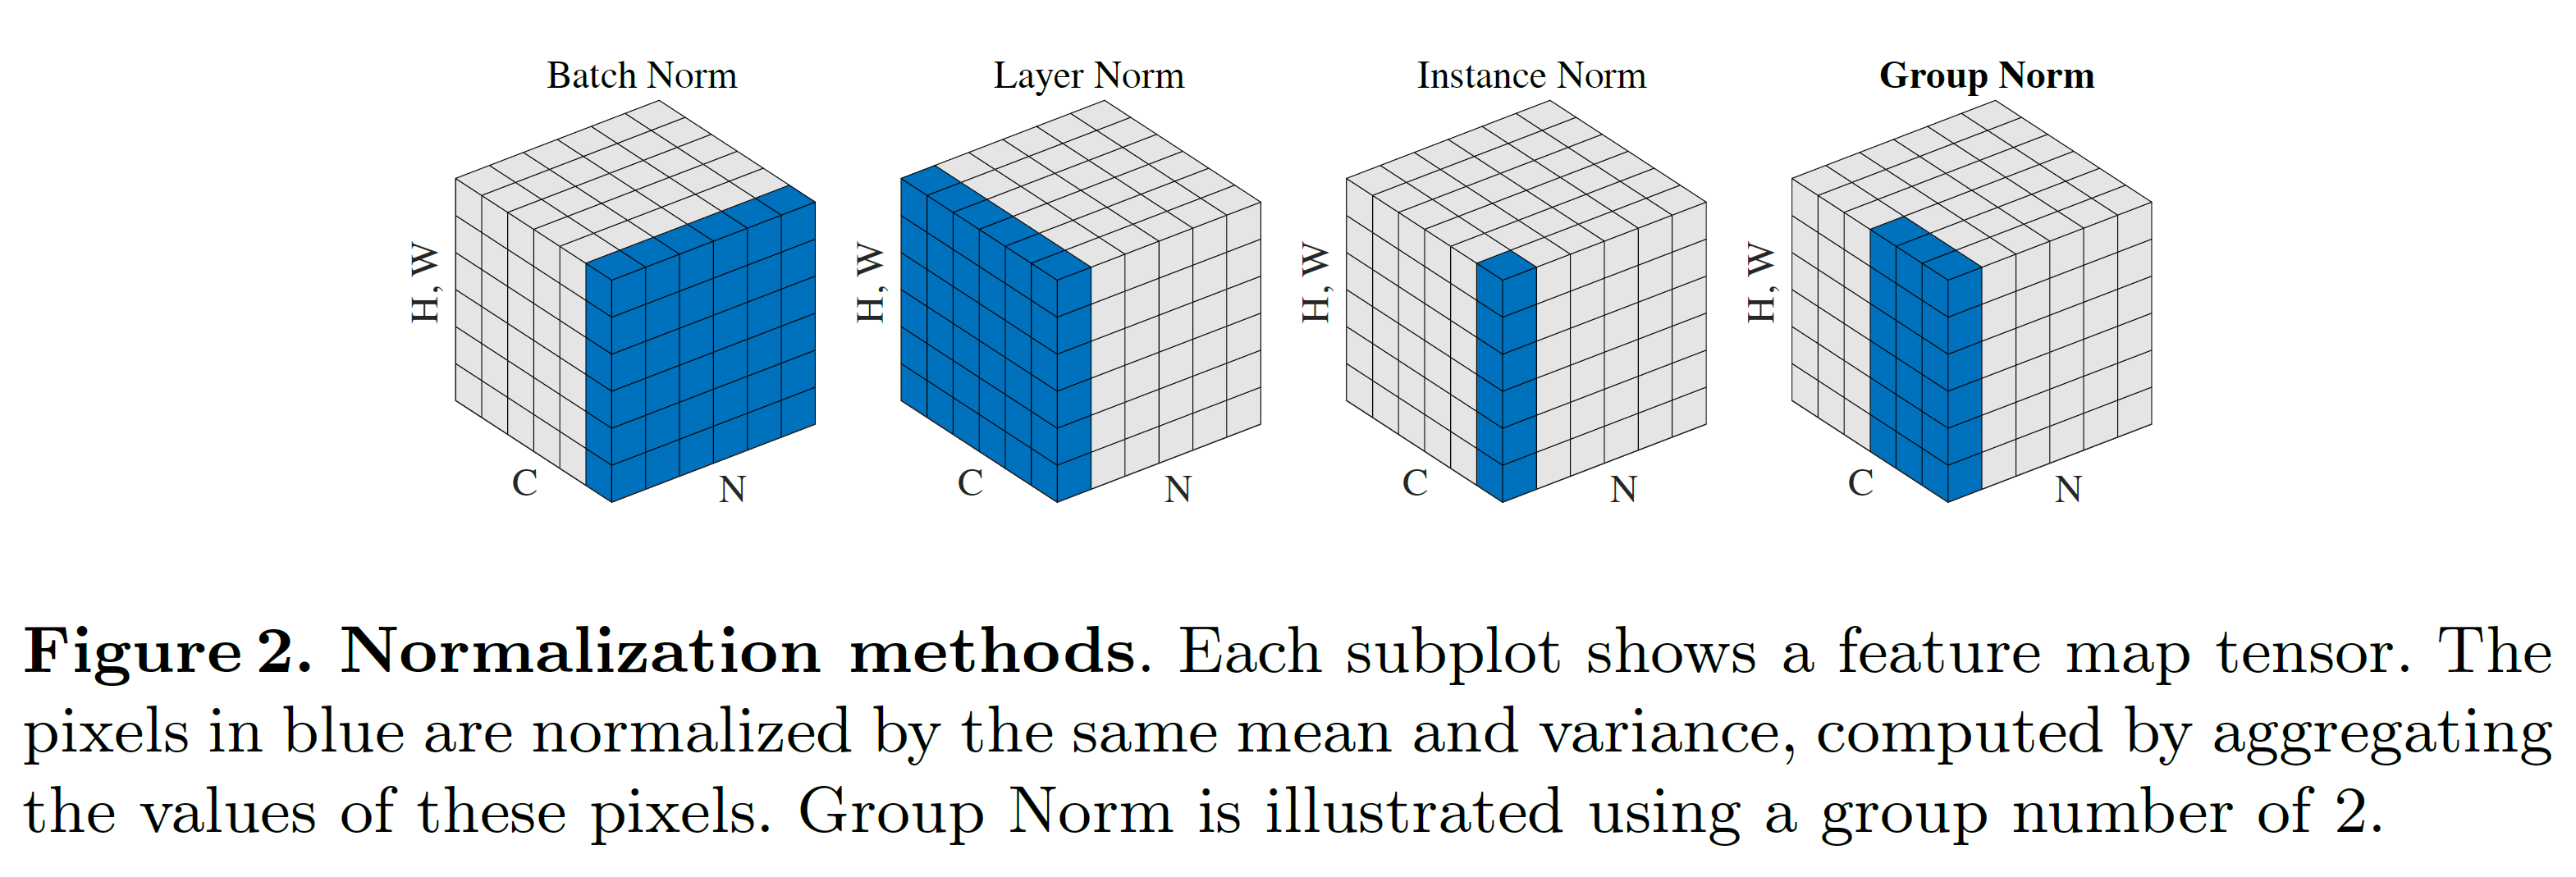 Batch Norm
Layer Norm
Instance Norm
Group Norm
H, W
C
N
H, W
C
N
H, W
C
N
H, W
C
N
Figure 2. Normalization methods. Each subplot shows a feature map tensor. The
pixels in blue are normalized by the same mean and variance, computed by aggregating
the values of these pixels. Group Norm is illustrated using a group number of 2.